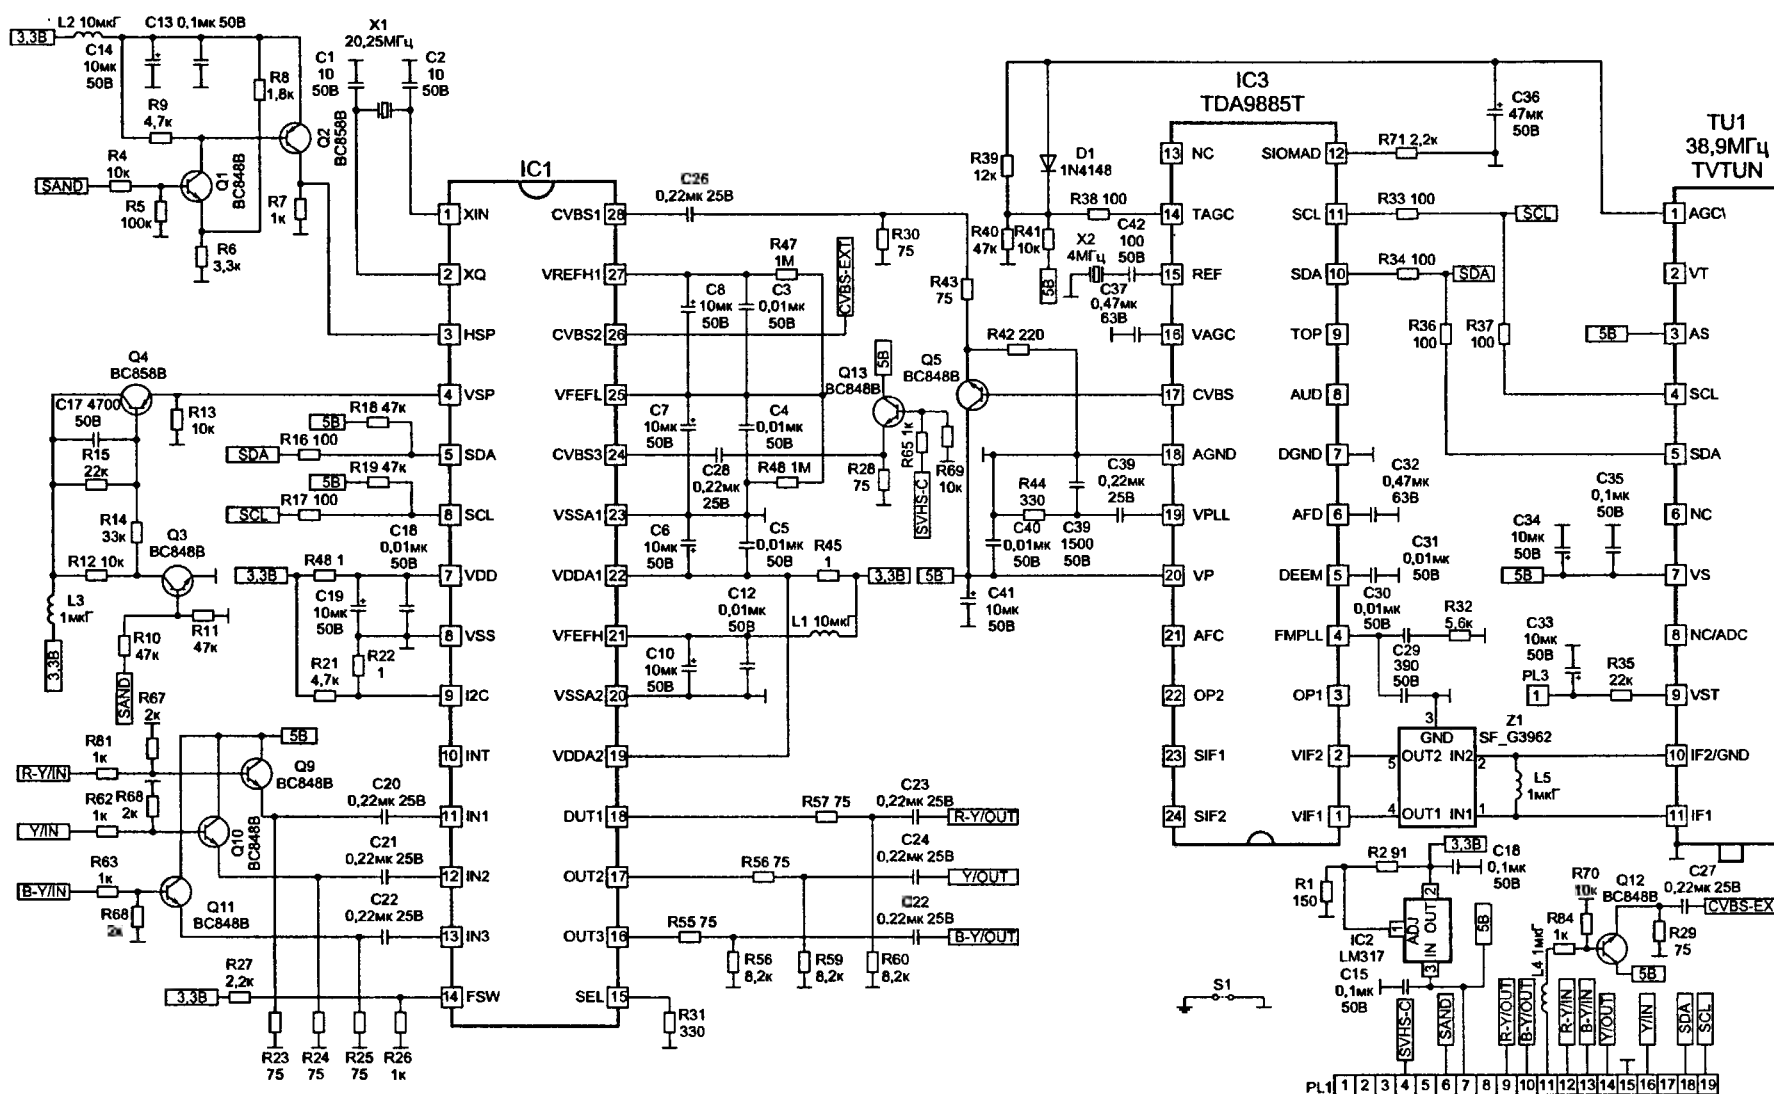 3,3В
L2 10мкГ
C13 0,1мк 50В
C14
10мк
50В
R9
4,7к
R8
1,8к
Q2
BC858B
R4
10к
SAND
R5
100к
Q1
BC848B
R6
3,3к
R7
1к
X1
20,25МГц
C1
10
50В
C2
10
50В
IC1
1 XIN
2 XQ
3 HSP
4 VSP
5 SDA
6 SCL
7 VDD
8 VSS
9 I2C
10 INT
11 IN1
12 IN2
13 IN3
14 FSW
CVBS1 28
VREFH1 27
CVBS2 26
VFEFL 25
CVBS3 24
VSSA1 23
VDDA1 22
VFEFH 21
VSSA2 20
VDDA2 19
DUT1 18
OUT2 17
OUT3 16
SEL 15
Q4
BC858B
C17 4700
50В
R15
22к
R14
33к
R13
10к
5В
R18 47к
SDA
R16 100
5В
R19 47к
SCL
R17 100
Q3
BC848B
R12 10к
L3
1мкГ
3,3В
R10
47к
SAND
R11
47к
3,3В
R48 1
C18
0,01мк
50В
C19
10мк
50В
R21
4,7к
R22
1
R67
2к
R81
1к
R-Y/IN
R62
1к
R68
2к
Y/IN
R63
1к
B-Y/IN
R68
2к
5В
Q9
BC848B
Q10
BC848B
Q11
BC848B
C20
0,22мк 25В
C21
0,22мк 25В
C22
0,22мк 25В
R27
2,2к
3,3В
R23
75
R24
75
R25
75
R26
1к
C26
0,22мк 25В
R30
75
CVBS-EXT
R47
1М
C8
10мк
50В
C3
0,01мк
50В
C7
10мк
50В
C4
0,01мк
50В
C28
0,22мк
25В
R48 1М
C6
10мк
50В
C5
0,01мк
50В
R45
1
3,3В
C12
0,01мк
50В
L1 10мкГ
C10
10мк
50В
5В
Q13
BC848B
R28
75
R65 1к
SVHS-C
R69
10к
Q5
BC848B
R43
75
R42 220
R44
330
C40
0,01мк
50В
C39
1500
50В
C39
0,22мк
25В
5В
C41
10мк
50В
R57 75
C23
0,22мк 25В
R-Y/OUT
R56 75
C24
0,22мк 25В
Y/OUT
R55 75
C22
0,22мк 25В
B-Y/OUT
R56
8,2к
R59
8,2к
R60
8,2к
R31
330
R39
12к
D1
1N4148
R38 100
R40
47к
R41
10к
5В
X2
4МГц
C42
100
50В
C37
0,47мк
63В
IC3
TDA9885T
13 NC
14 TAGC
15 REF
16 VAGC
17 CVBS
18 AGND
19 VPLL
20 VP
21 AFC
22 OP2
23 SIF1
24 SIF2
SIOMAD 12
SCL 11
SDA 10
TOP 9
AUD 8
DGND 7
AFD 6
DEEM 5
FMPLL 4
OP1 3
VIF2 2
VIF1 1
C36
47мк
50В
R71 2,2к
R33 100
SCL
R34 100
SDA
R36
100
R37
100
C32
0,47мк
63В
C31
0,01мк
50В
C30
0,01мк
50В
R32
5,6к
C29
390
50В
C35
0,1мк
50В
C34
10мк
50В
5В
C33
10мк
50В
PL3
1
R35
22к
Z1
SF_G3962
3
GND
OUT2 IN2
5 2
4 1
OUT1 IN1
L5
1мкГ
TU1
38,9МГц
TVTUN
1 AGC\
2 VT
5В
3 AS
4 SCL
5 SDA
6 NC
7 VS
8 NC/ADC
9 VST
10 IF2/GND
11 IF1
3,3В
R2 91
C18
0,1мк
50В
R1
150
2
1 ADJ
OUT
IN
3
IC2
LM317
C15
0,1мк
50В
5В
R70
10к
Q12
BC848B
C27
0,22мк 25В
CVBS-EX
R84
1к
R29
75
5В
L4 1мкГ
S1
SVHS-C
SAND
R-Y/OUT
B-Y/OUT
R-Y/IN
B-Y/IN
Y/OUT
Y/IN
SDA
SCL
PL1 1 2 3 4 5 6 7 8 9 10 11 12 13 14 15 16 17 18 19